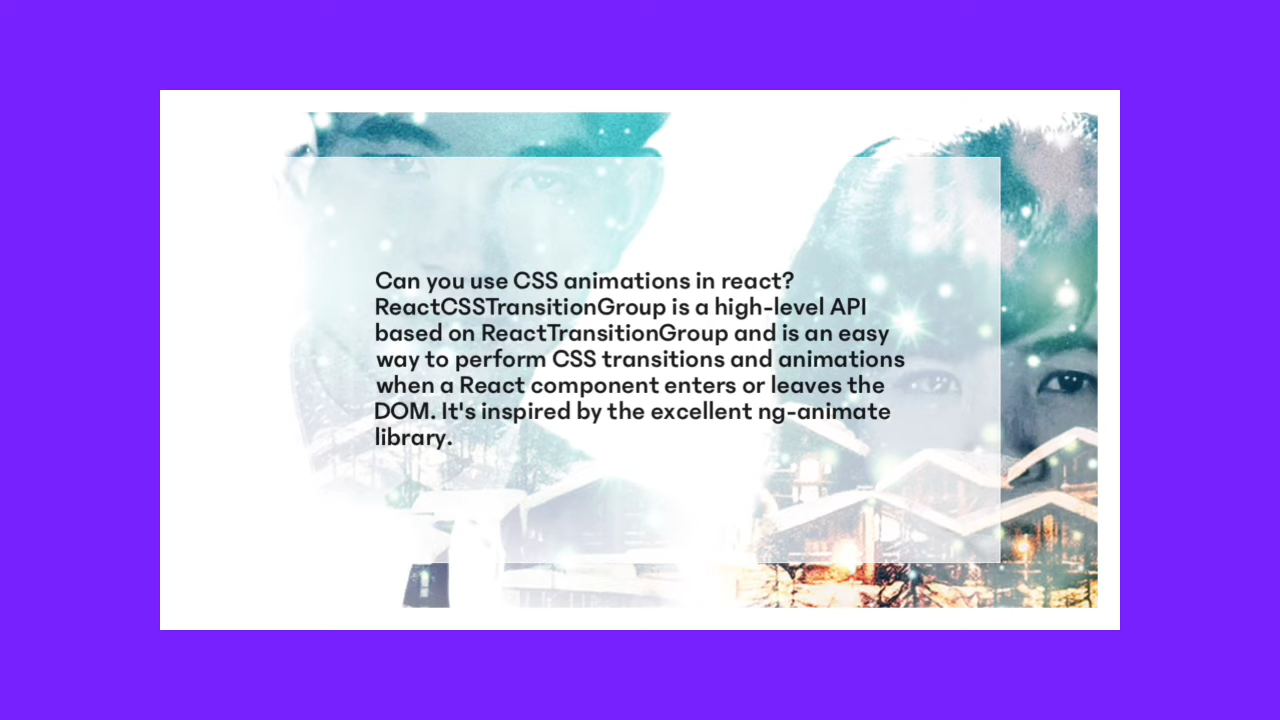 Can you use CSS animations in react?
ReactCSSTransitionGroup is a high-level API
based on ReactTransitionGroup and is an easy
way to perform CSS transitions and animations
when a React component enters or leaves the
DOM. It's inspired by the excellent ng-animate
library.